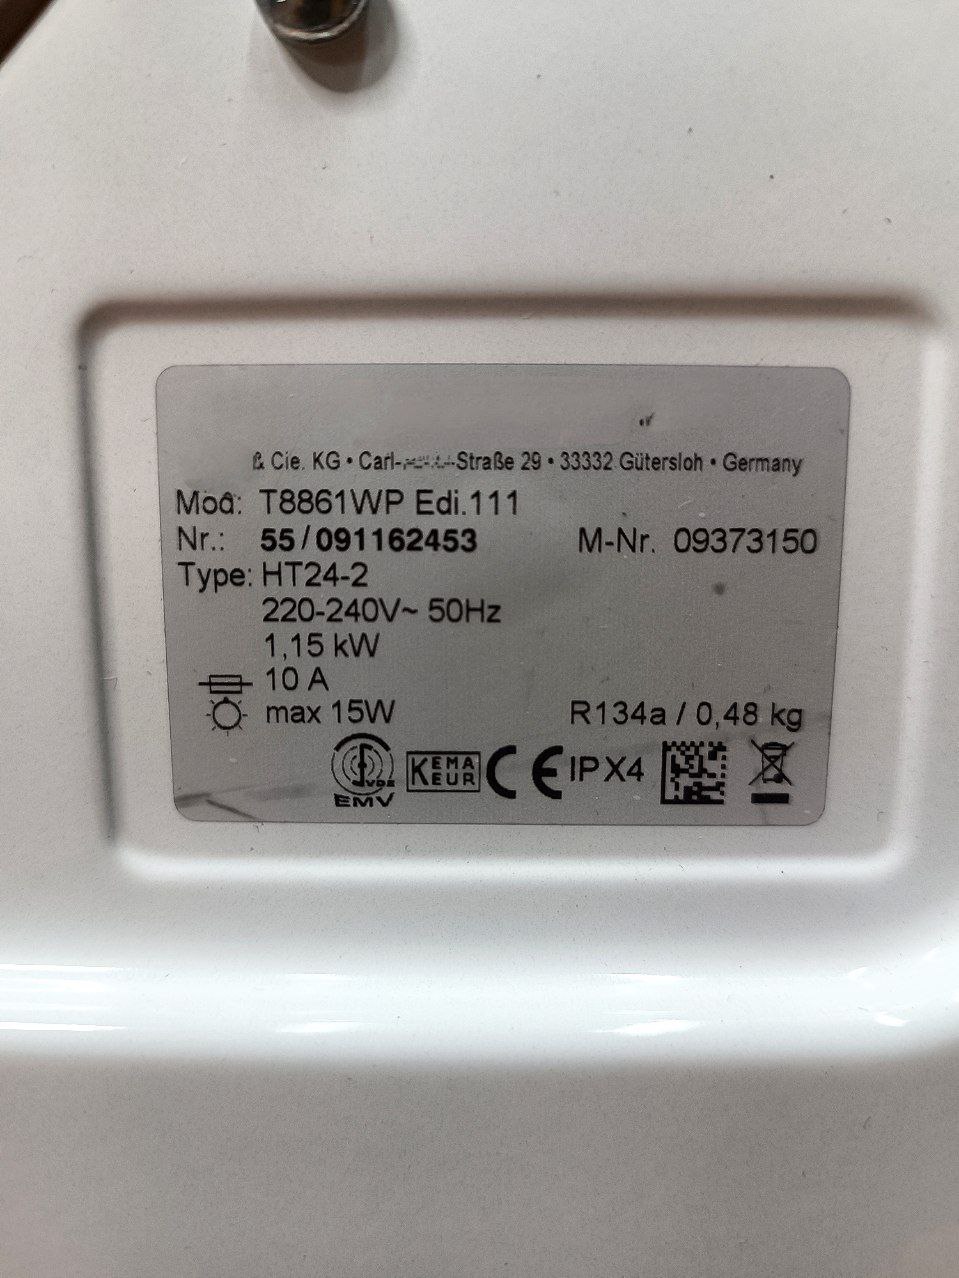 & Cie. KG • Carl- -Straße 29 • 33332 Gütersloh • Germany
Mod: T8861WP Edi.111
Nr.: 55/091162453 M-Nr. 09373150
Type: HT24-2
220-240V~ 50Hz
1,15 kW
10 A
max 15W R134a / 0,48 kg
VDE
EMV
KEMA
EUR
CE IPX4